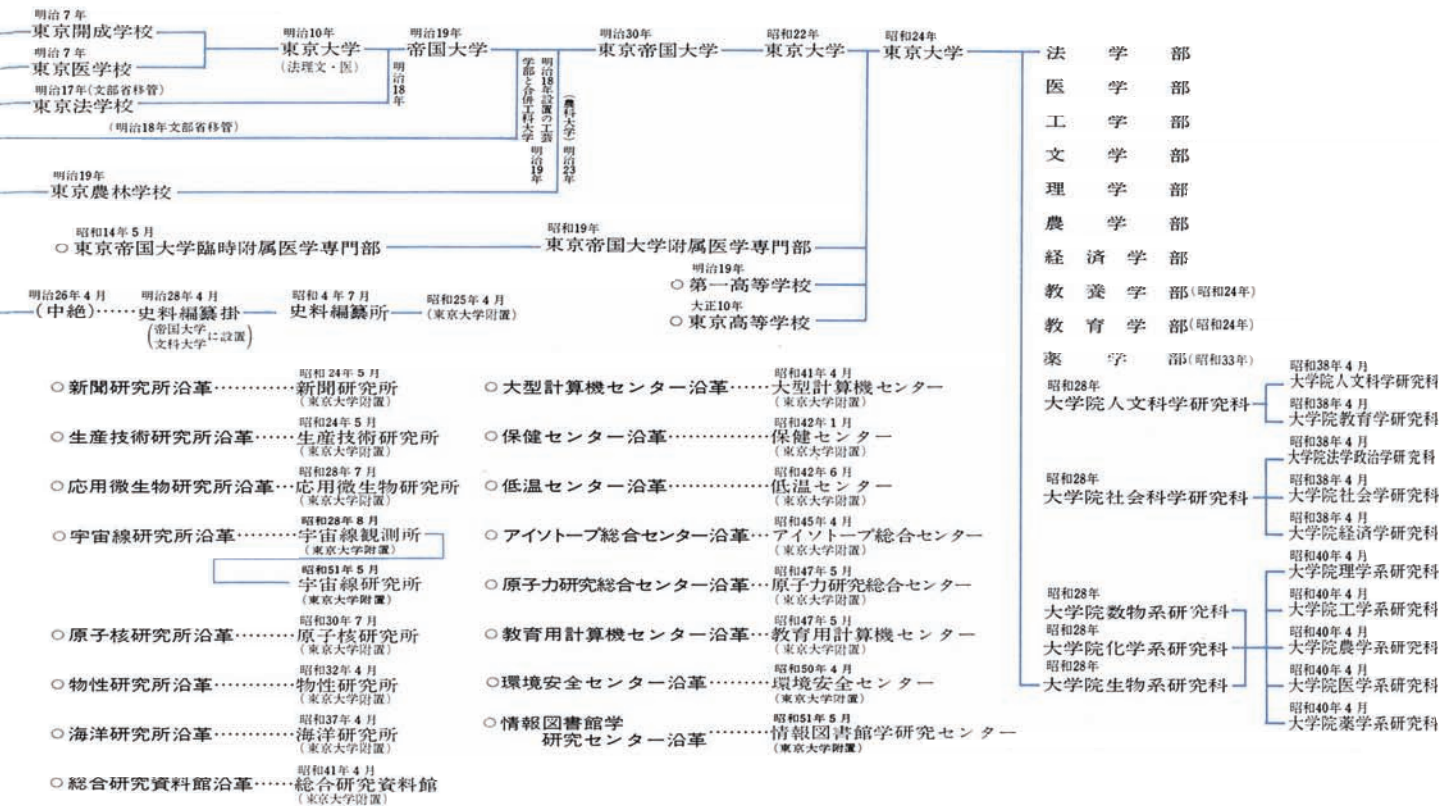 明治7年
東京開成学校
明治7年
東京医学校
明治17年(文部省移管)
東京法学校
(明治18年文部省移管)
明治19年
東京農林学校
明治10年
東京大学
(法理文・医)
明治18年
明治19年
帝国大学
明治18年設置の工芸
学部と合併工科大学
明治19年
(農科大学)明治23年
明治30年
東京帝国大学
昭和22年
東京大学
昭和24年
東京大学
昭和14年5月
○東京帝国大学臨時附属医学専門部
昭和19年
東京帝国大学附属医学専門部
明治19年
○第一高等学校
大正10年
○東京高等学校
明治26年4月
(中絶)……
明治28年4月
史料編纂掛
(帝国大学
文科大学に設置)
昭和4年7月
史料編纂所
昭和25年4月
(東京大学附置)
法学部
医学部
工学部
文学部
理学部
農学部
経済学部
教養学部(昭和24年)
教育学部(昭和24年)
薬学部(昭和33年)
昭和24年5月
○新聞研究所沿革…………新聞研究所
(東京大学附置)
昭和24年5月
○生産技術研究所沿革……生産技術研究所
(東京大学附置)
昭和28年7月
○応用微生物研究所沿革…応用微生物研究所
(東京大学附置)
昭和28年8月
○宇宙線研究所沿革………宇宙線観測所
(東京大学附置)
昭和51年5月
宇宙線研究所
(東京大学附置)
昭和30年7月
○原子核研究所沿革………原子核研究所
(東京大学附置)
昭和32年4月
○物性研究所沿革…………物性研究所
(東京大学附置)
昭和37年4月
○海洋研究所沿革…………海洋研究所
(東京大学附置)
昭和41年4月
○総合研究資料館沿革……総合研究資料館
(東京大学附置)
昭和41年4月
○大型計算機センター沿革……大型計算機センター
(東京大学附置)
昭和42年1月
○保健センター沿革……………保健センター
(東京大学附置)
昭和42年6月
○低温センター沿革……………低温センター
(東京大学附置)
昭和45年4月
○アイソトープ総合センター沿革…アイソトープ総合センター
(東京大学附置)
昭和47年5月
○原子力研究総合センター沿革…原子力研究総合センター
(東京大学附置)
昭和47年5月
○教育用計算機センター沿革…教育用計算機センター
(東京大学附置)
昭和50年4月
○環境安全センター沿革………環境安全センター
(東京大学附置)
昭和51年5月
○情報図書館学
研究センター沿革………情報図書館学研究センター
(東京大学附置)
昭和28年
大学院人文科学研究科
昭和38年4月
大学院人文科学研究科
昭和38年4月
大学院教育学研究科
昭和28年
大学院社会科学研究科
昭和38年4月
大学院法学政治学研究科
昭和38年4月
大学院社会学研究科
昭和38年4月
大学院経済学研究科
昭和28年
大学院数物系研究科
昭和28年
大学院化学系研究科
昭和28年
大学院生物系研究科
昭和40年4月
大学院理学系研究科
昭和40年4月
大学院工学系研究科
昭和40年4月
大学院農学系研究科
昭和40年4月
大学院医学系研究科
昭和40年4月
大学院薬学系研究科